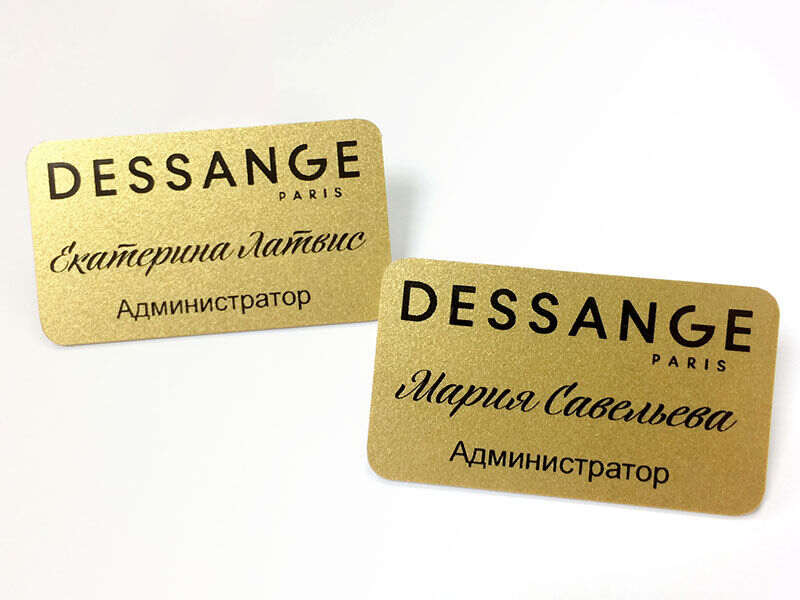 DESSANGE
PARIS
Екатерина Латвис
Администратор
DESSANGE
PARIS
Мария Савельева
Администратор